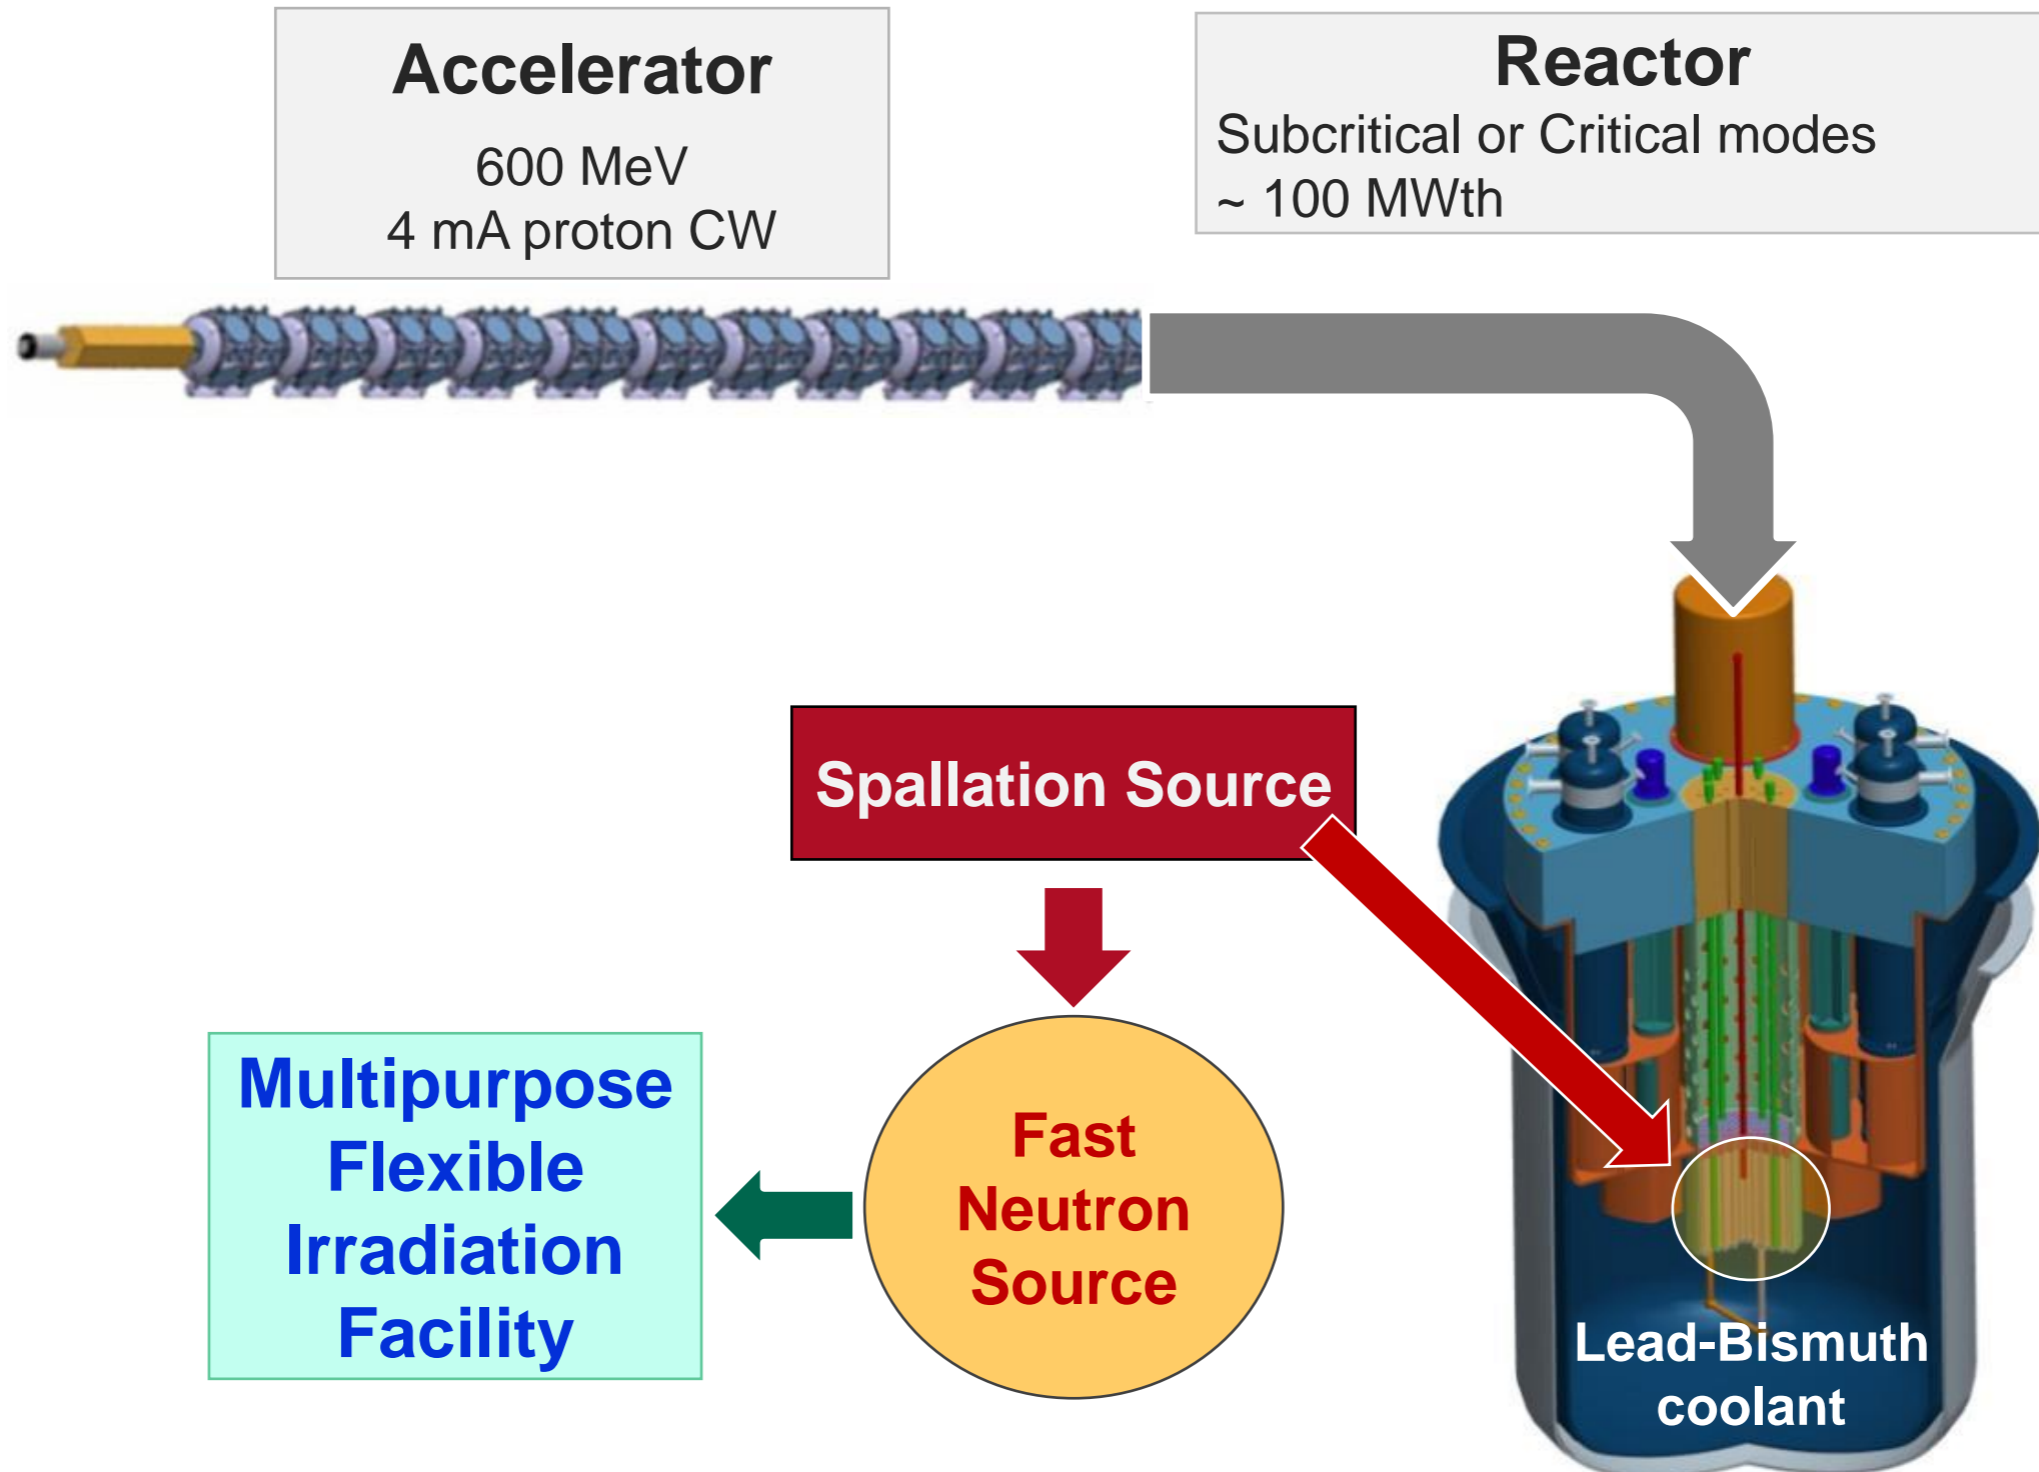 Accelerator
600 MeV
4 mA proton CW
Reactor
Subcritical or Critical modes
~ 100 MWth
Spallation Source
Fast
Neutron
Source
Multipurpose
Flexible
Irradiation
Facility
Lead-Bismuth
coolant